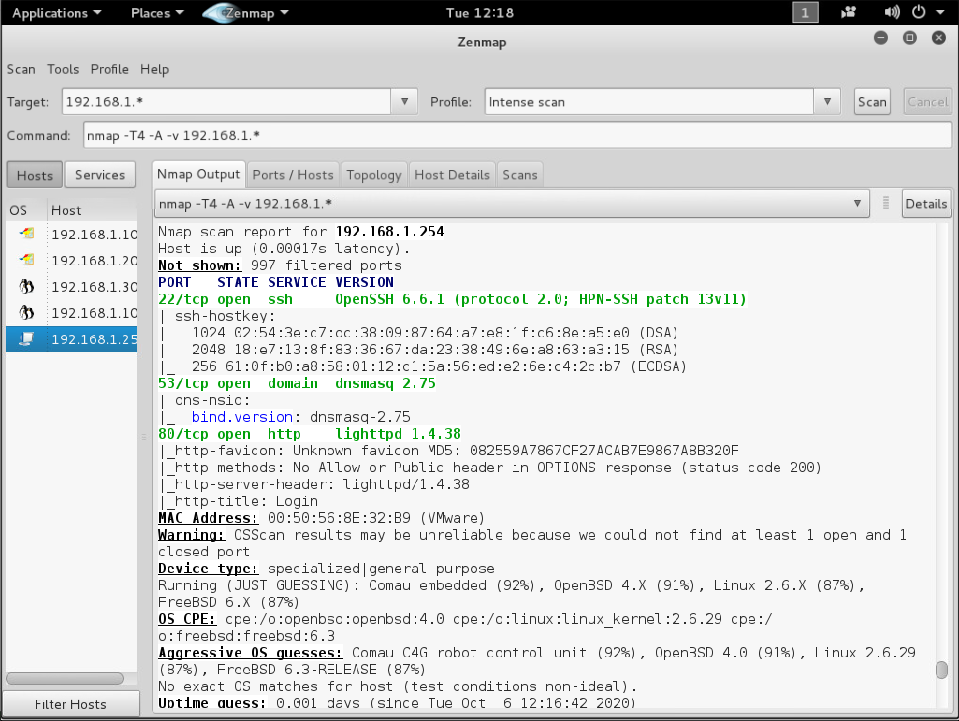 Applications Places Zenmap Tue 12:18 1
Zenmap
Scan Tools Profile Help
Target: 192.168.1.* Profile: Intense scan Scan Cancel
Command: nmap -T4 -A -v 192.168.1.*
Hosts Services
OS Host
192.168.1.10
192.168.1.20
192.168.1.30
192.168.1.10
192.168.1.25
Filter Hosts
Nmap Output Ports / Hosts Topology Host Details Scans
nmap -T4 -A -v 192.168.1.* Details
Nmap scan report for 192.168.1.254
Host is up (0.00017s latency).
Not shown: 997 filtered ports
PORT STATE SERVICE VERSION
22/tcp open ssh OpenSSH 6.6.1 (protocol 2.0; HPN-SSH patch 13v11)
| ssh-hostkey:
| 1024 02:54:3e:c7:cc:38:09:87:64:a7:e8:1f:c6:8e:a5:e0 (DSA)
| 2048 18:e7:13:8f:83:36:67:da:23:38:49:6e:a8:63:a3:15 (RSA)
|_ 256 61:0f:b0:a8:58:01:12:c1:5a:56:ed:e2:6e:c4:2c:b7 (ECDSA)
53/tcp open domain dnsmasq 2.75
| dns-nsid:
|_ bind.version: dnsmasq-2.75
80/tcp open http lighttpd 1.4.38
|_http-favicon: Unknown favicon MD5: 082559A7867CF27ACAB7E9867A8B320F
|_http-methods: No Allow or Public header in OPTIONS response (status code 200)
|_http-server-header: lighttpd/1.4.38
|_http-title: Login
MAC Address: 00:50:56:8E:32:B9 (VMware)
Warning: OSScan results may be unreliable because we could not find at least 1 open and 1
closed port
Device type: specialized|general purpose
Running (JUST GUESSING): Comau embedded (92%), OpenBSD 4.X (91%), Linux 2.6.X (87%),
FreeBSD 6.X (87%)
OS CPE: cpe:/o:openbsd:openbsd:4.0 cpe:/o:linux:linux_kernel:2.6.29 cpe:/
o:freebsd:freebsd:6.3
Aggressive OS guesses: Comau C4G robot control unit (92%), OpenBSD 4.0 (91%), Linux 2.6.29
(87%), FreeBSD 6.3-RELEASE (87%)
No exact OS matches for host (test conditions non-ideal).
Uptime guess: 0.001 days (since Tue Oct 6 12:16:42 2020)